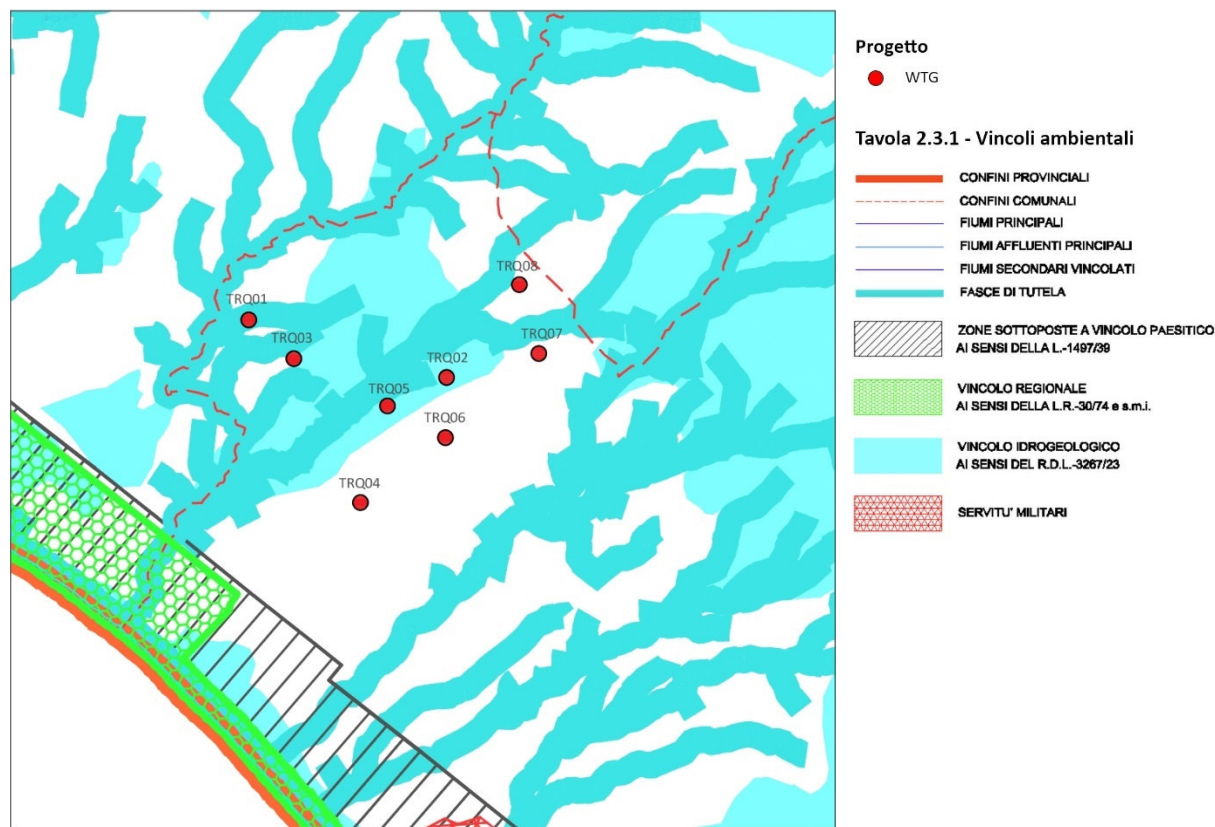 TRQ08
TRQ01
TRQ03
TRQ07
TRQ02
TRQ05
TRQ06
TRQ04
Progetto
WTG
Tavola 2.3.1 - Vincoli ambientali
CONFINI PROVINCIALI
CONFINI COMUNALI
FIUMI PRINCIPALI
FIUMI AFFLUENTI PRINCIPALI
FIUMI SECONDARI VINCOLATI
FASCE DI TUTELA
ZONE SOTTOPOSTE A VINCOLO PAESITICO
AI SENSI DELLA L.-1497/39
VINCOLO REGIONALE
AI SENSI DELLA L.R.-30/74 e s.m.i.
VINCOLO IDROGEOLOGICO
AI SENSI DEL R.D.L.-3267/23
SERVITU' MILITARI